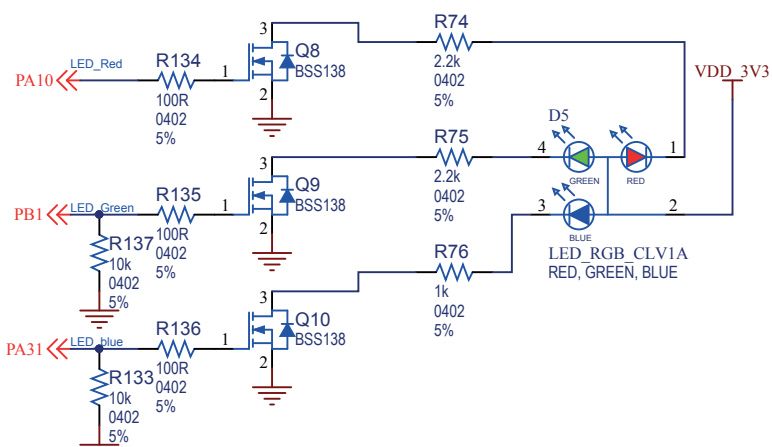 3
R74
LED_Red
R134
Q8
BSS138
VDD_3V3
PA10
1
2.2k
0402
5%
100R
0402
5%
2
D5
3
R75
4
1
GREEN
RED
LED_Green
R135
Q9
BSS138
2.2k
0402
5%
PB1
1
3
2
BLUE
R137
10k
0402
5%
100R
0402
5%
2
R76
LED_RGB_CLV1A
RED, GREEN, BLUE
3
1k
0402
5%
LED_blue
R136
Q10
BSS138
PA31
1
R133
10k
0402
5%
100R
0402
5%
2